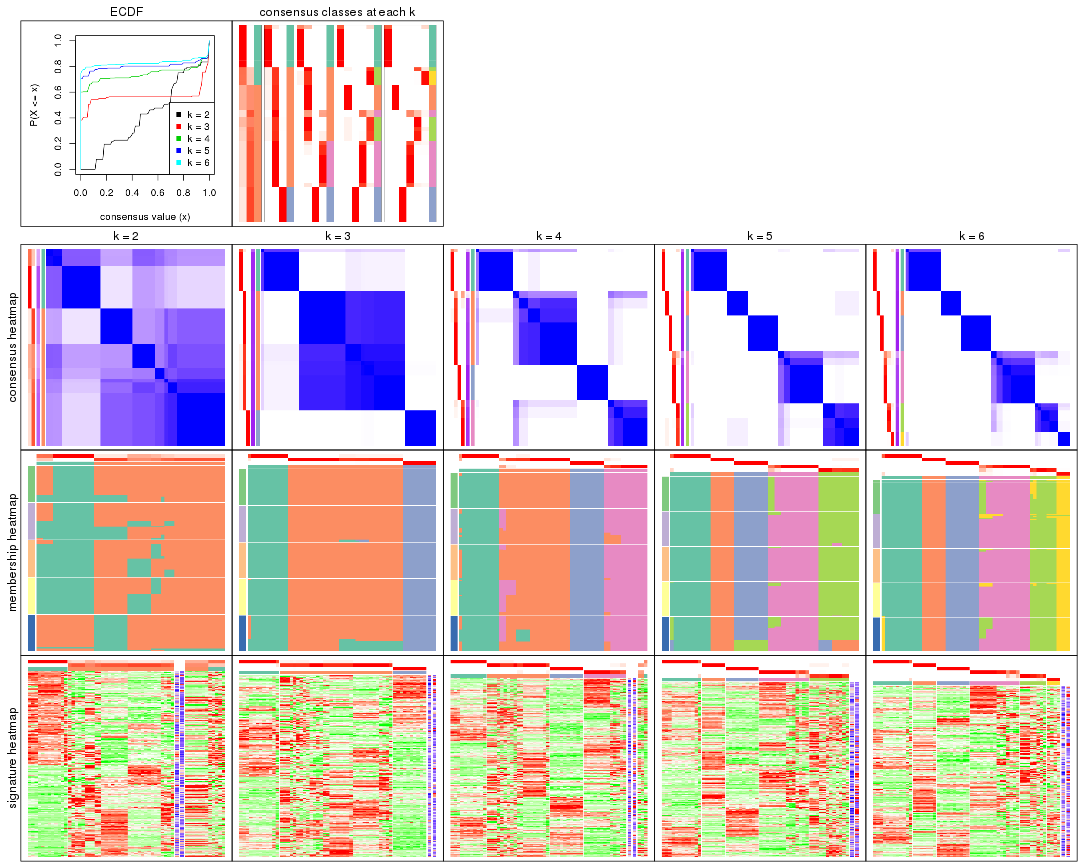 ECDF
consensus classes at each k
P(X <= x)
0.0 0.2 0.4 0.6 0.8 1.0
k = 2
k = 3
k = 4
k = 5
k = 6
0.0 0.2 0.4 0.6 0.8 1.0
consensus value (x)
k = 2
k = 3
k = 4
k = 5
k = 6
consensus heatmap
membership heatmap
signature heatmap